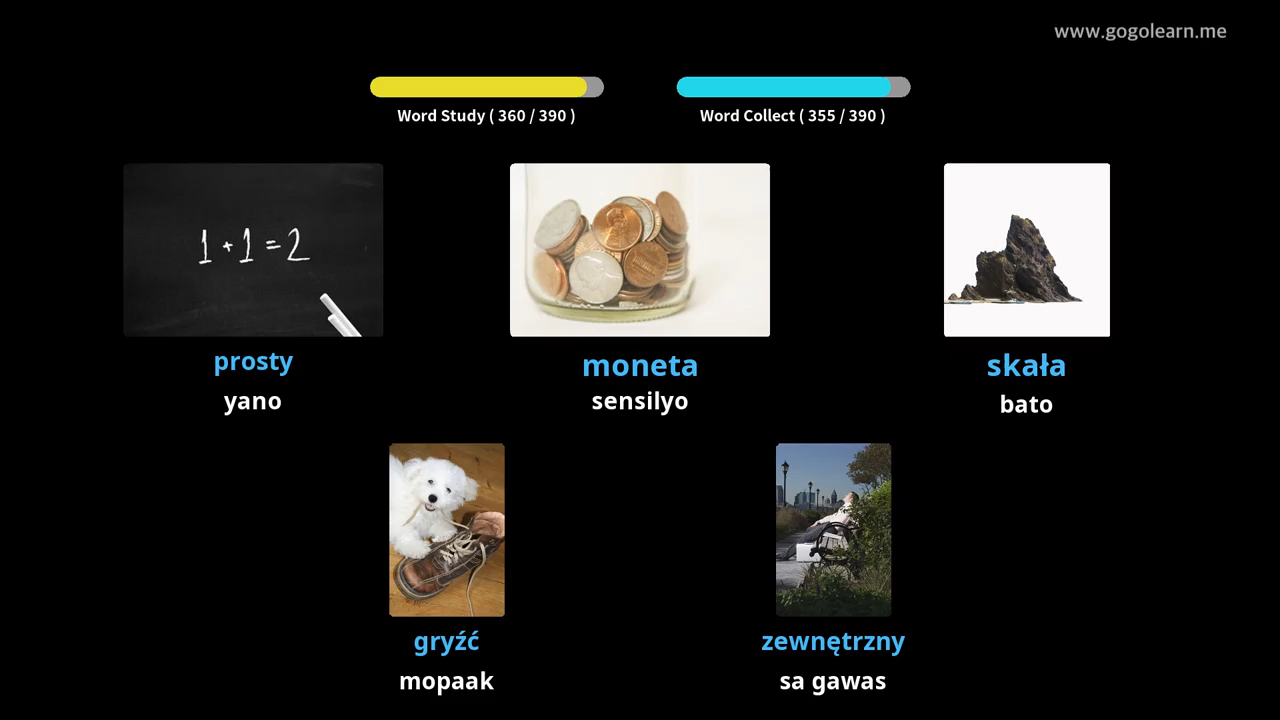 www.gogolearn.me
Word Study ( 360 / 390 )
Word Collect ( 355 / 390 )
1 + 1 = 2
prosty
yano
moneta
sensilyo
skała
bato
gryźć
mopaak
zewnętrzny
sa gawas